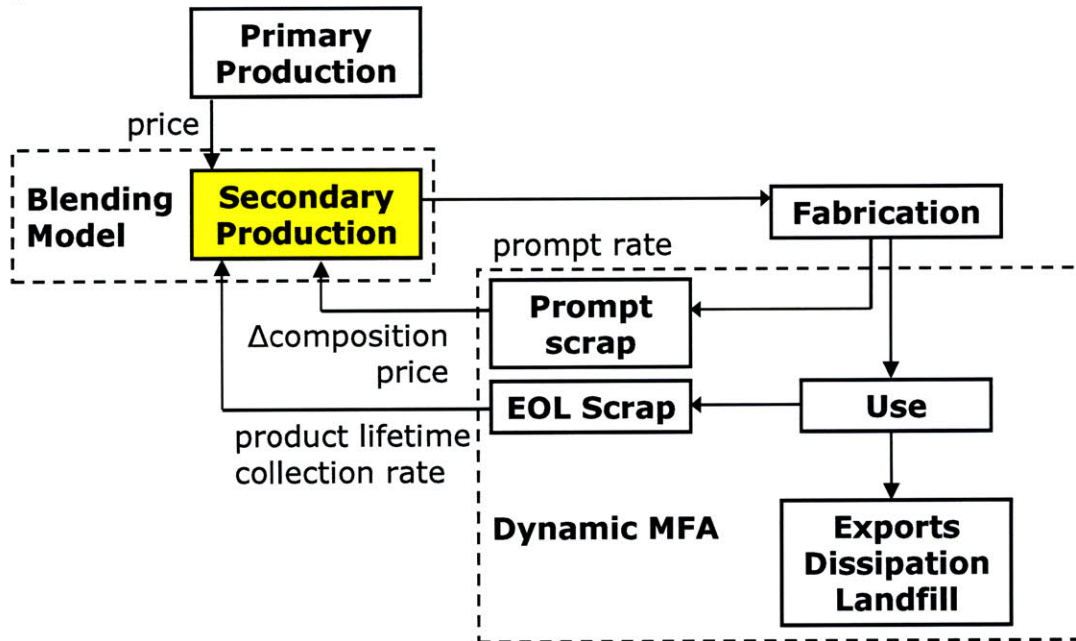 Primary
Production
price
Blending
Model
Secondary
Production
Fabrication
prompt rate
Prompt
scrap
Δcomposition
price
EOL Scrap
Use
product lifetime
collection rate
Dynamic MFA
Exports
Dissipation
Landfill